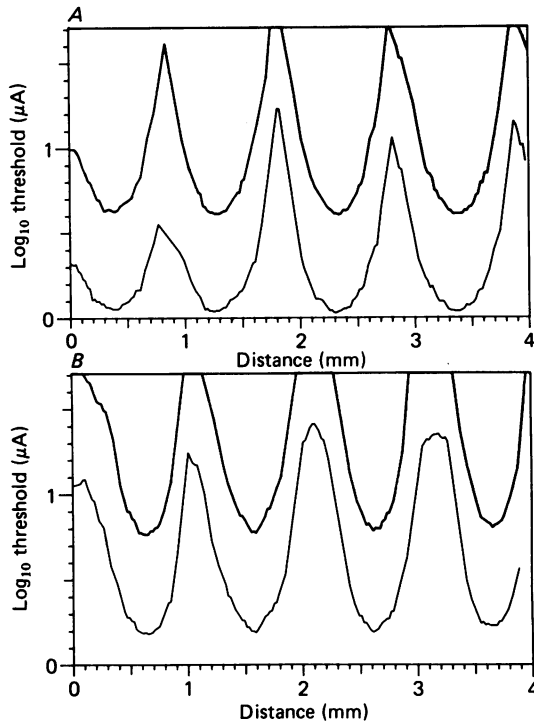 A
Log₁₀ threshold (μA)
1
0
0 1 2 3 4
Distance (mm)
B
Log₁₀ threshold (μA)
1
0
0 1 2 3 4
Distance (mm)